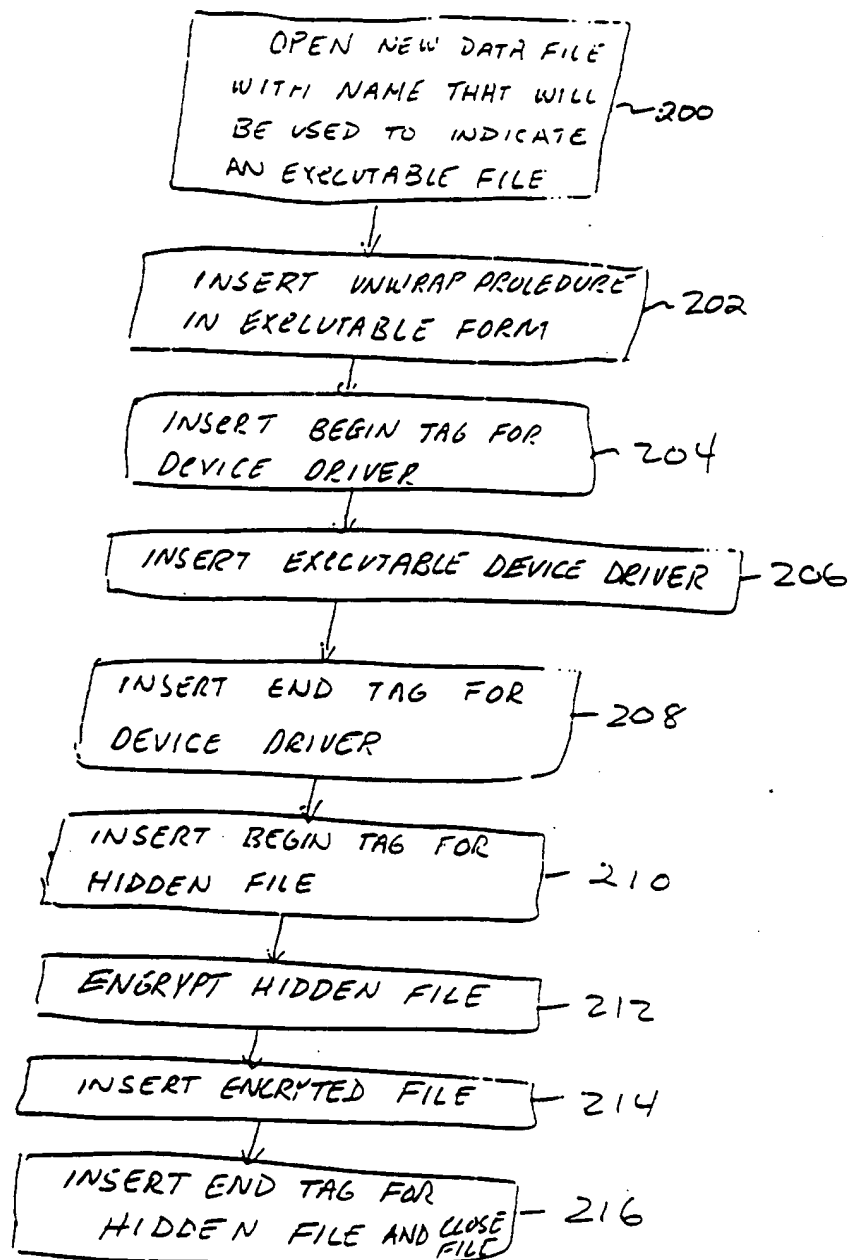 OPEN NEW DATA FILE
WITH NAME THAT WILL
BE USED TO INDICATE
AN EXECUTABLE FILE
200
INSERT UNWRAP PROCEDURE
IN EXECUTABLE FORM
202
INSERT BEGIN TAG FOR
DEVICE DRIVER
204
INSERT EXECUTABLE DEVICE DRIVER
206
INSERT END TAG FOR
DEVICE DRIVER
208
INSERT BEGIN TAG FOR
HIDDEN FILE
210
ENGRYPT HIDDEN FILE
212
INSERT ENCRYTED FILE
214
INSERT END TAG FOR
HIDDEN FILE AND CLOSE
FILE
216